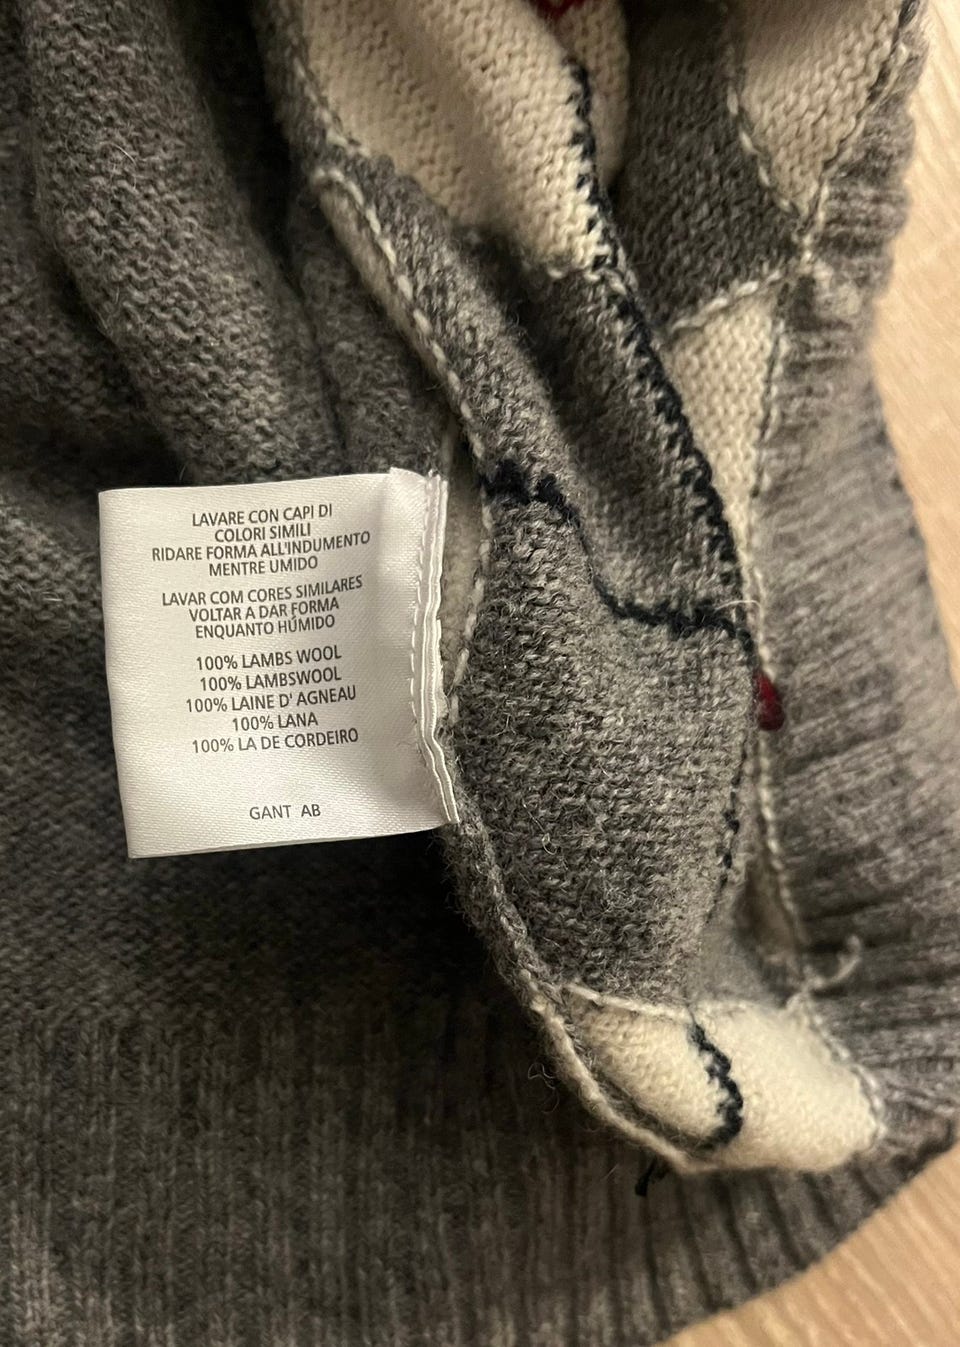 LAVARE CON CAPI DI
COLORI SIMILI
RIDARE FORMA ALL'INDUMENTO
MENTRE UMIDO
LAVAR COM CORES SIMILARES
VOLTAR A DAR FORMA
ENQUANTO HÚMIDO
100% LAMBS WOOL
100% LAMBSWOOL
100% LAINE D' AGNEAU
100% LANA
100% LA DE CORDEIRO
GANT AB